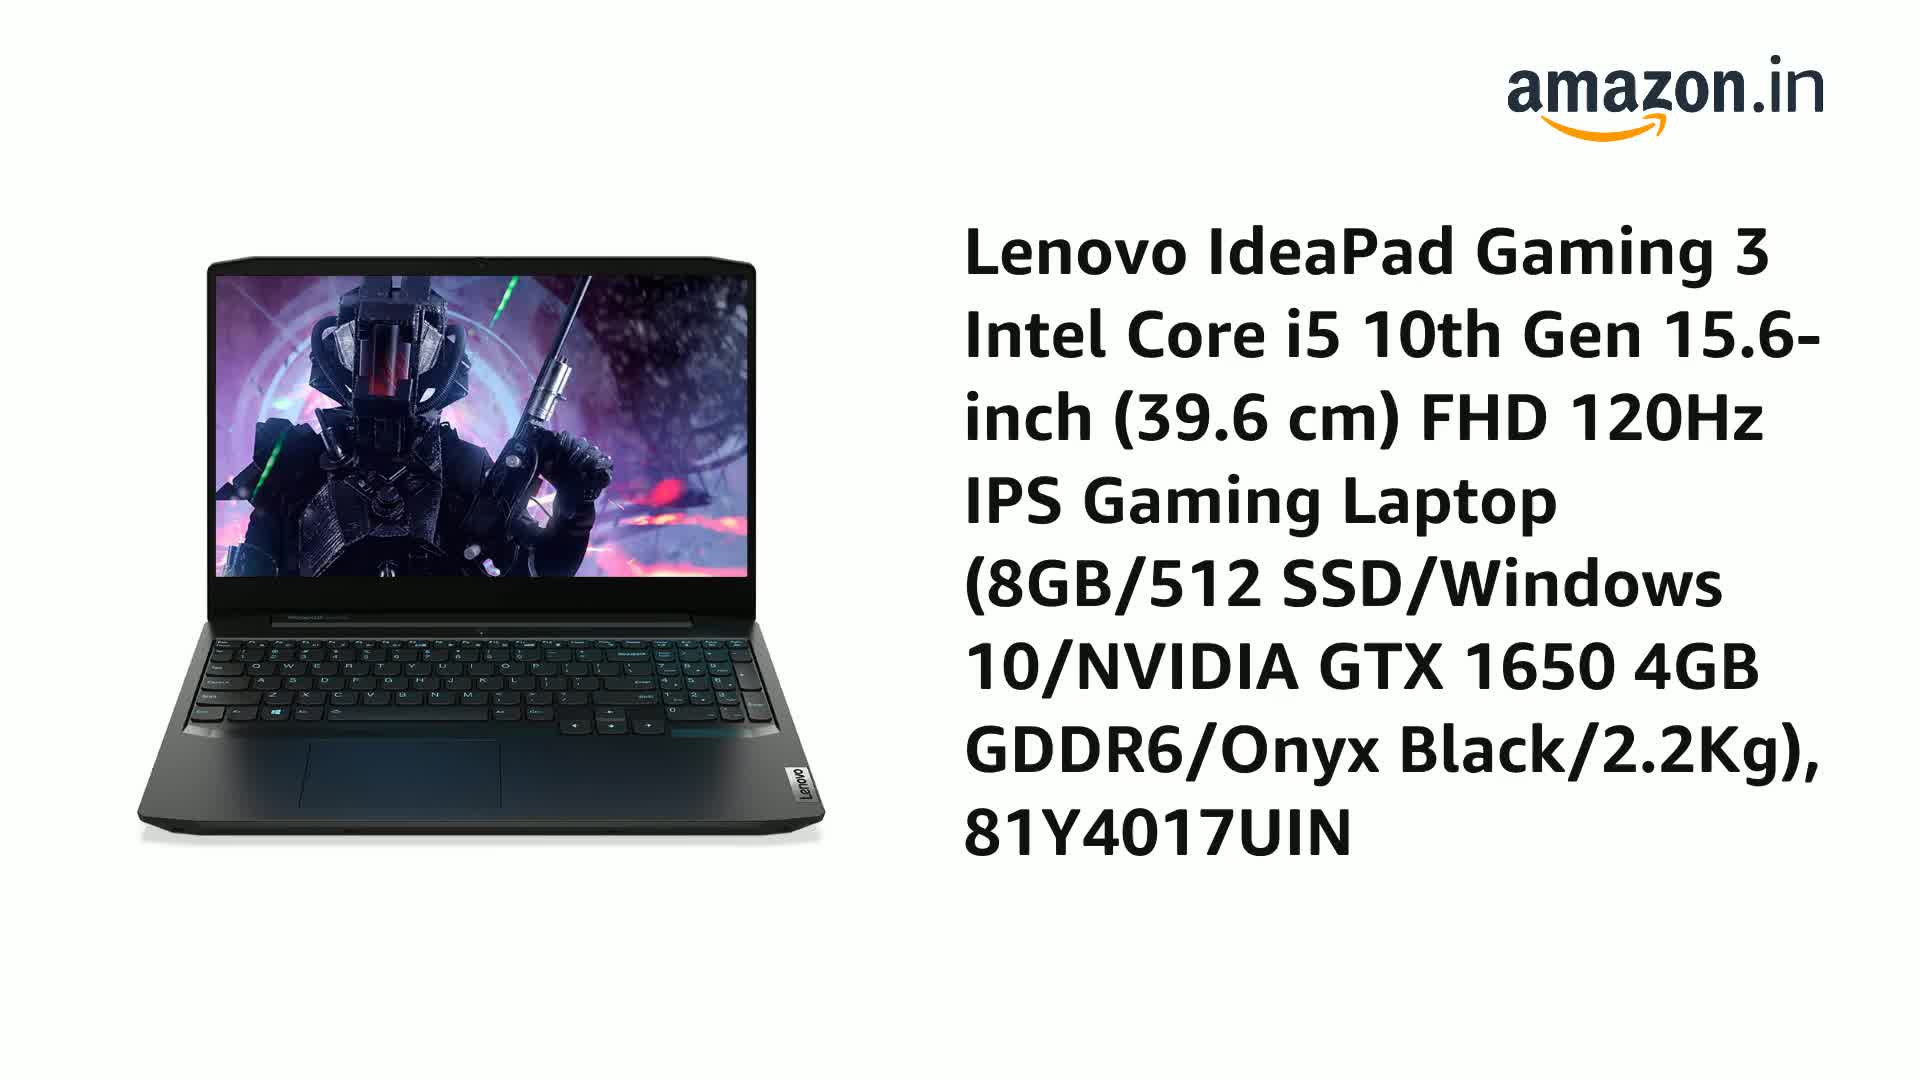 amazon.in
Lenovo IdeaPad Gaming 3
Intel Core i5 10th Gen 15.6-
inch (39.6 cm) FHD 120Hz
IPS Gaming Laptop
(8GB/512 SSD/Windows
10/NVIDIA GTX 1650 4GB
GDDR6/Onyx Black/2.2Kg),
81Y4017UIN
Lenovo